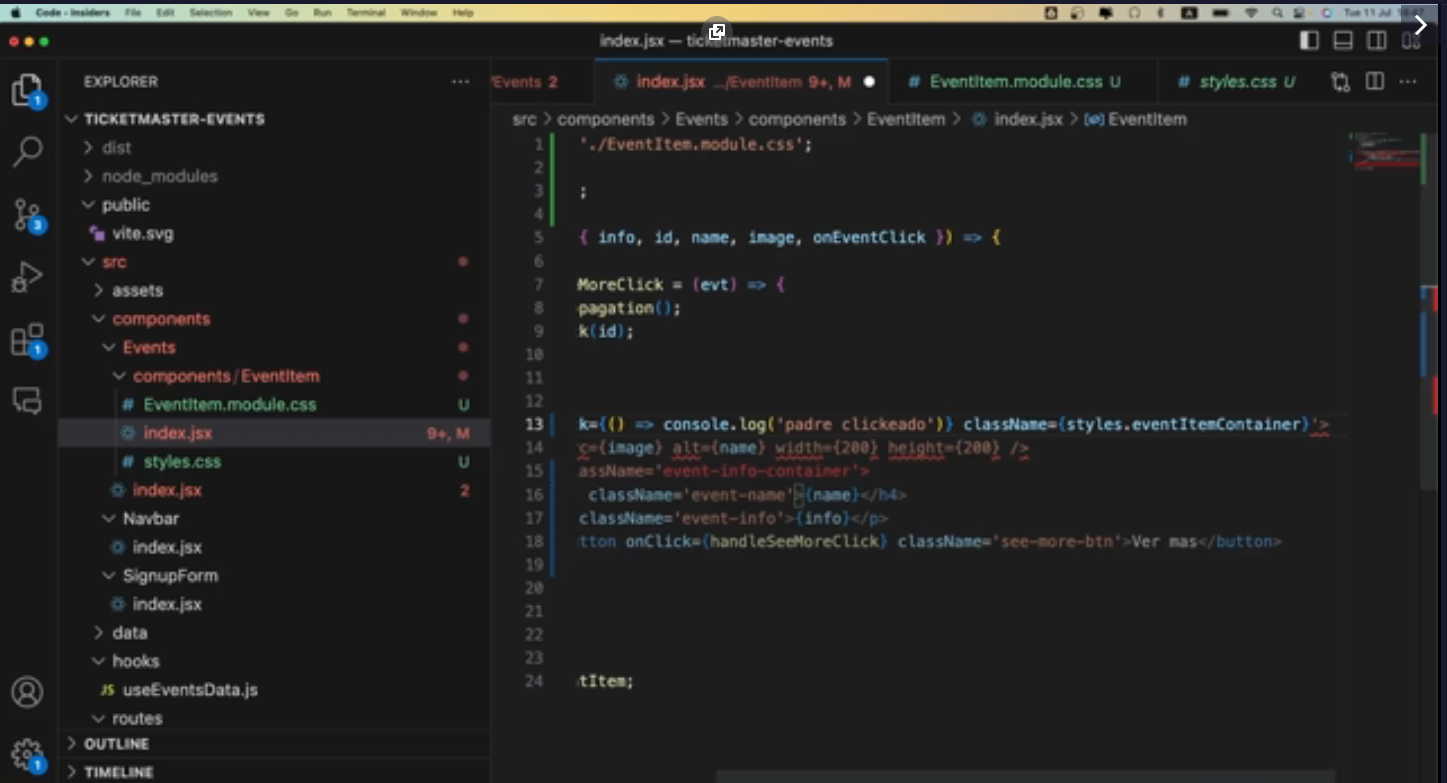 Code - Insiders File Edit Selection View Go Run Terminal Window Help
Tue 11 Jul
index.jsx — ticketmaster-events
EXPLORER
/Events 2
index.jsx .../EventItem 9+, M
# EventItem.module.css U
# styles.css U
src > components > Events > components > EventItem > index.jsx > EventItem
TICKETMASTER-EVENTS
dist
node_modules
public
vite.svg
src
assets
components
Events
components/EventItem
# EventItem.module.css U
index.jsx 9+, M
# styles.css U
index.jsx 2
Navbar
index.jsx
SignupForm
index.jsx
data
hooks
JS useEventsData.js
routes
OUTLINE
TIMELINE
1
3
1
1
1 './EventItem.module.css';
2
3 ;
4
5 { info, id, name, image, onEventClick }) => {
6
7 MoreClick = (evt) => {
8 pagation();
9 k(id);
10
11
12
13 k={() => console.log('padre clickeado')} className={styles.eventItemContainer}'>
14 c={image} alt={name} width={200} height={200} />
15 assName='event-info-container'>
16 className='event-name'>{name}</h4>
17 className='event-info'>{info}</p>
18 tton onClick={handleSeeMoreClick} className='see-more-btn'>Ver mas</button>
19
20
21
22
23
24 tItem;